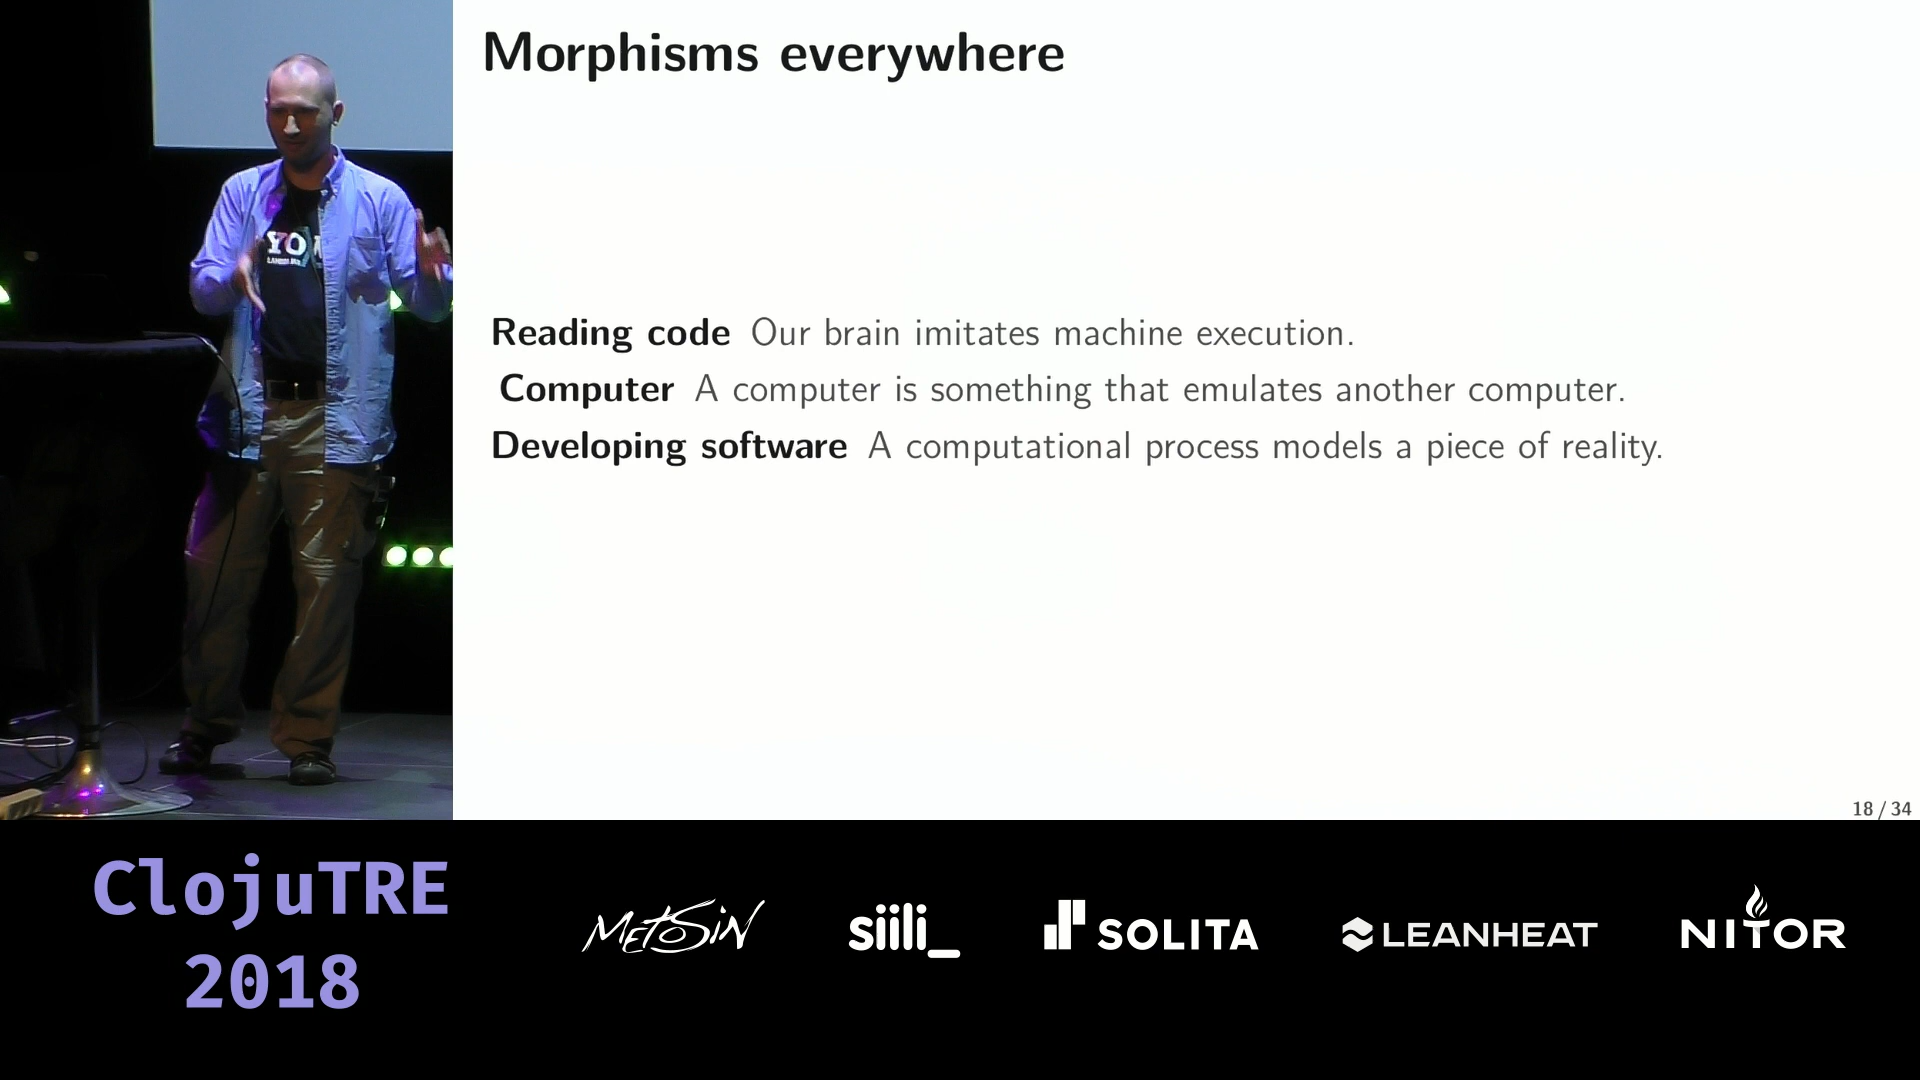 Morphisms everywhere
Reading code Our brain imitates machine execution.
Computer A computer is something that emulates another computer.
Developing software A computational process models a piece of reality.
18 / 34
ClojuTRE
2018
METOSIN
siili_
SOLITA
LEANHEAT
NITOR